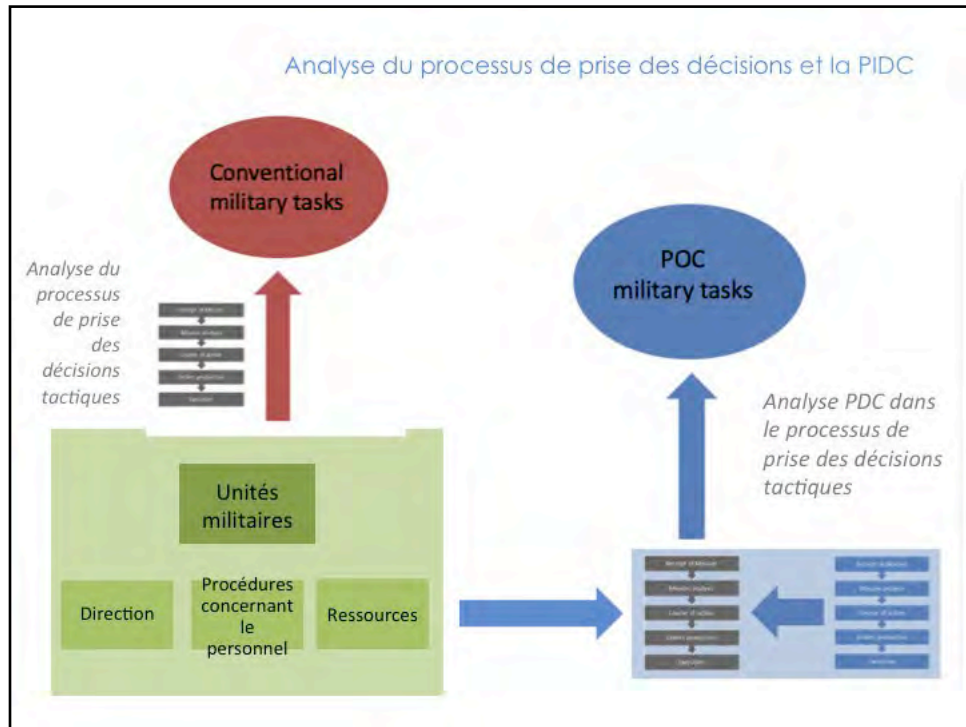 Analyse du processus de prise des décisions et la PIDC
Conventional
military tasks
POC
military tasks
Analyse du
processus
de prise
des
décisions
tactiques
Analyse PDC dans
le processus de
prise des décisions
tactiques
Unités
militaires
Direction
Procédures
concernant
le
personnel
Ressources